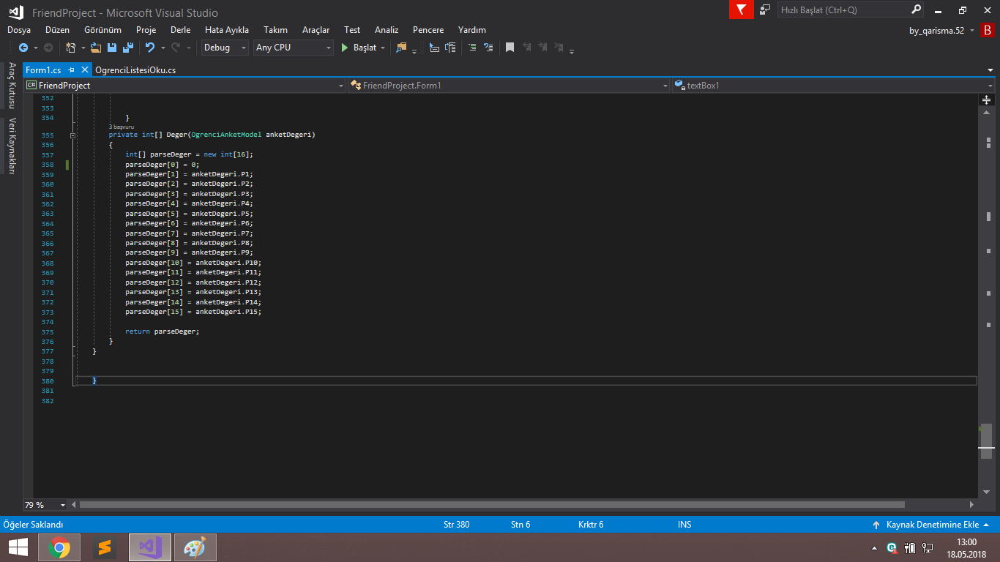 FriendProject - Microsoft Visual Studio
Hızlı Başlat (Ctrl+Q)
Dosya Düzen Görünüm Proje Derle Hata Ayıkla Takım Araçlar Test Analiz Pencere Yardım
by_qarisma.52 B
Debug Any CPU Başlat
Araç Kutusu
Veri Kaynakları
Form1.cs OgrenciListesiOku.cs
C# FriendProject FriendProject.Form1 textBox1
352
353
354 }
3 başvuru
355 private int[] Deger(OgrenciAnketModel anketDegeri)
356 {
357 int[] parseDeger = new int[16];
358 parseDeger[0] = 0;
359 parseDeger[1] = anketDegeri.P1;
360 parseDeger[2] = anketDegeri.P2;
361 parseDeger[3] = anketDegeri.P3;
362 parseDeger[4] = anketDegeri.P4;
363 parseDeger[5] = anketDegeri.P5;
364 parseDeger[6] = anketDegeri.P6;
365 parseDeger[7] = anketDegeri.P7;
366 parseDeger[8] = anketDegeri.P8;
367 parseDeger[9] = anketDegeri.P9;
368 parseDeger[10] = anketDegeri.P10;
369 parseDeger[11] = anketDegeri.P11;
370 parseDeger[12] = anketDegeri.P12;
371 parseDeger[13] = anketDegeri.P13;
372 parseDeger[14] = anketDegeri.P14;
373 parseDeger[15] = anketDegeri.P15;
374
375 return parseDeger;
376 }
377 }
378
379
380 }
381
382
79 %
Öğeler Saklandı Str 380 Stn 6 Krktr 6 INS Kaynak Denetimine Ekle
13:00
18.05.2018